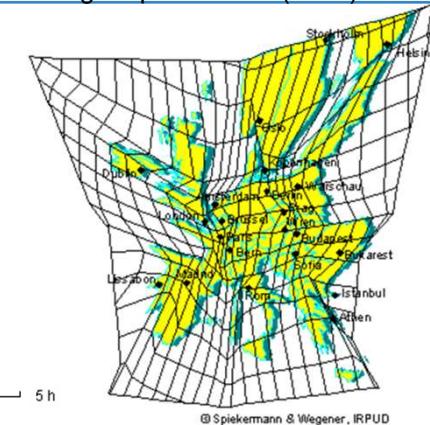 Stockholm
Helsin
Oslo
Dublin
Warschau
Amsterdam
Berlin
London
Brüssel
Prag
Wien
Paris
Budapest
Bern
Sofia
Bukarest
Lissabon
Madrid
Rom
Istanbul
Athen
5 h
© Spiekermann & Wegener, IRPUD